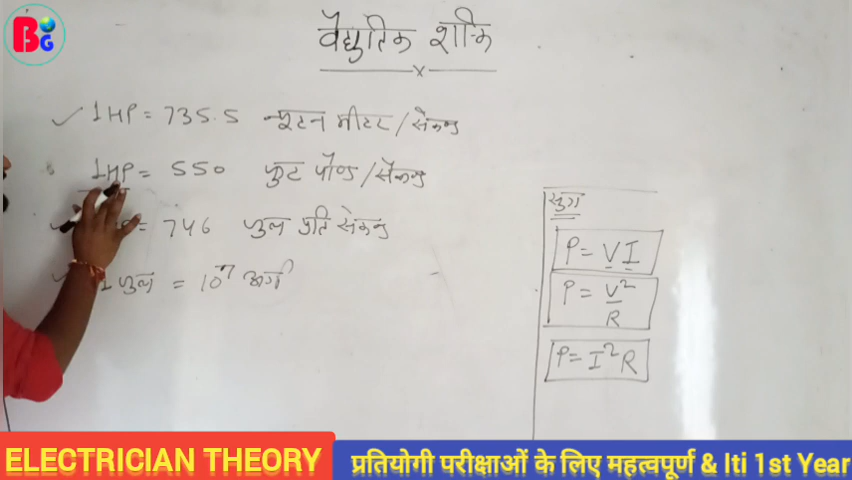 BG
वैद्युतिक शक्ति
1HP = 735.5 न्यूटन मीटर/सेकण्ड
1HP = 550 फुट पौण्ड/सेकण्ड
= 746 जुल प्रति सेकण्ड
1 जुल = 10⁷ अर्ग
सुत्र
P = VI
P = V²/R
P = I²R
ELECTRICIAN THEORY
प्रतियोगी परीक्षाओं के लिए महत्वपूर्ण & Iti 1st Year